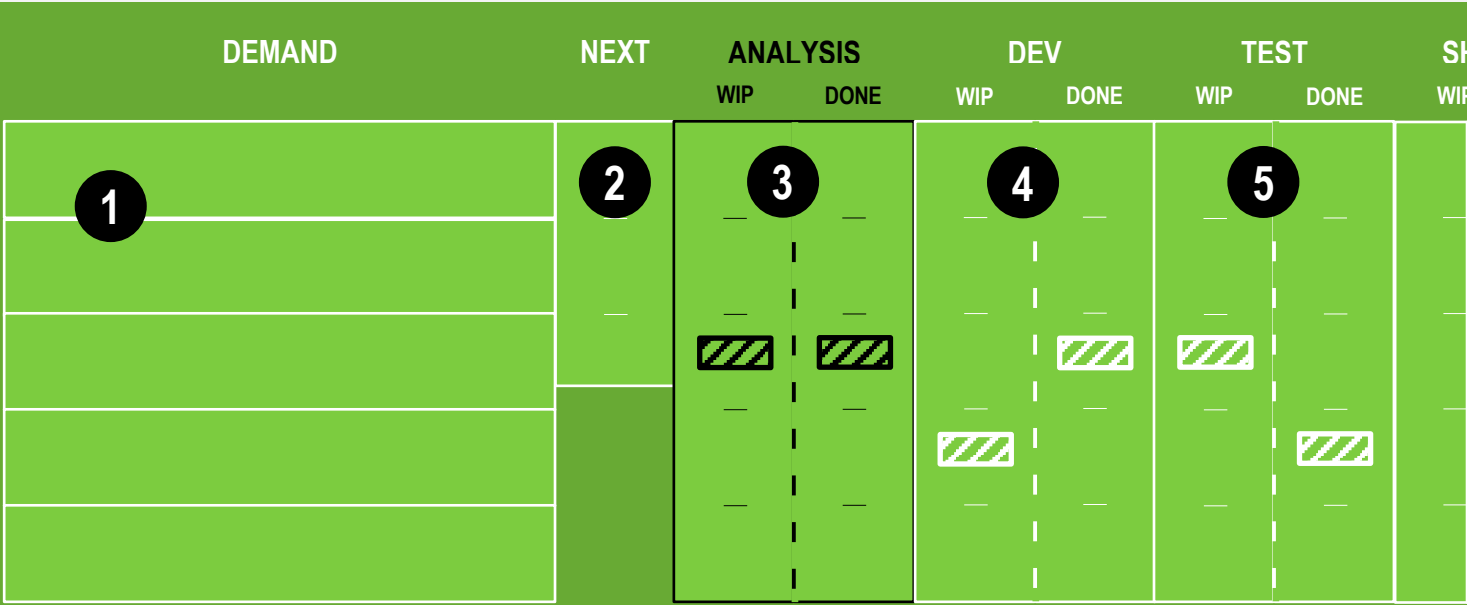 DEMAND NEXT ANALYSIS DEV TEST
WIP DONE WIP DONE WIP DONE
1 2 3 4 5